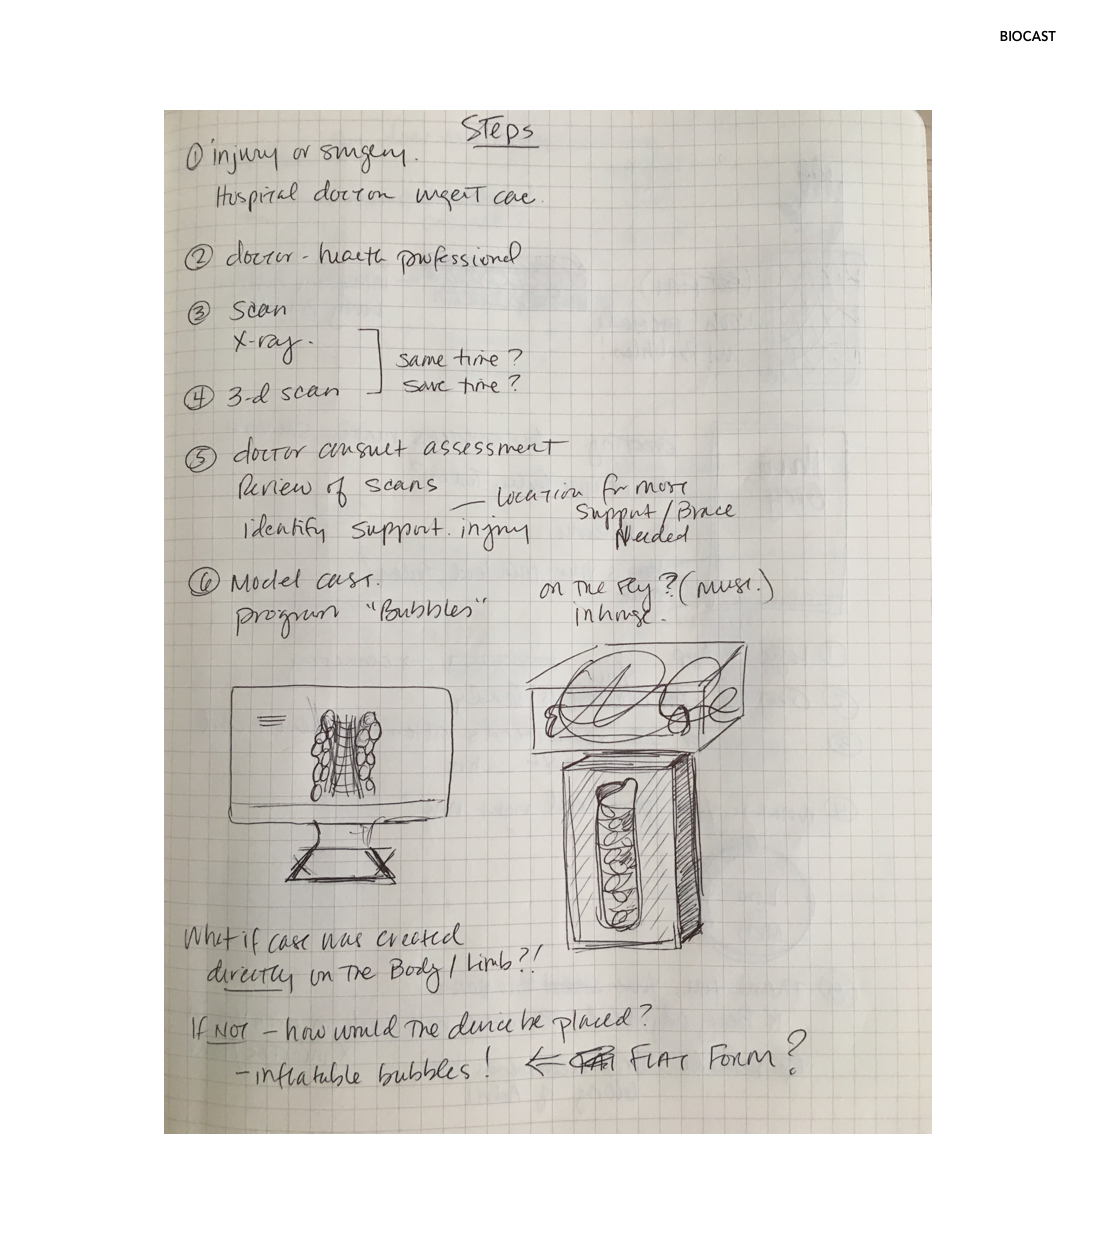 BIOCAST
Steps
① injury or surgery.
Hospital doctor urgent care
② doctor - health professional
③ Scan
X-ray.
same time?
save time?
④ 3-d scan
⑤ doctor consult assessment
Review of scans
— Location for more
Support / Brace
Needed
identify support. injury
⑥ Model cast.
program "Bubbles"
on the fly? (must.)
inhouse.
What if case was created
directly on the Body / Limb?!
If NOT – how would the device be placed?
– inflatable bubbles! ← FLAT FORM?